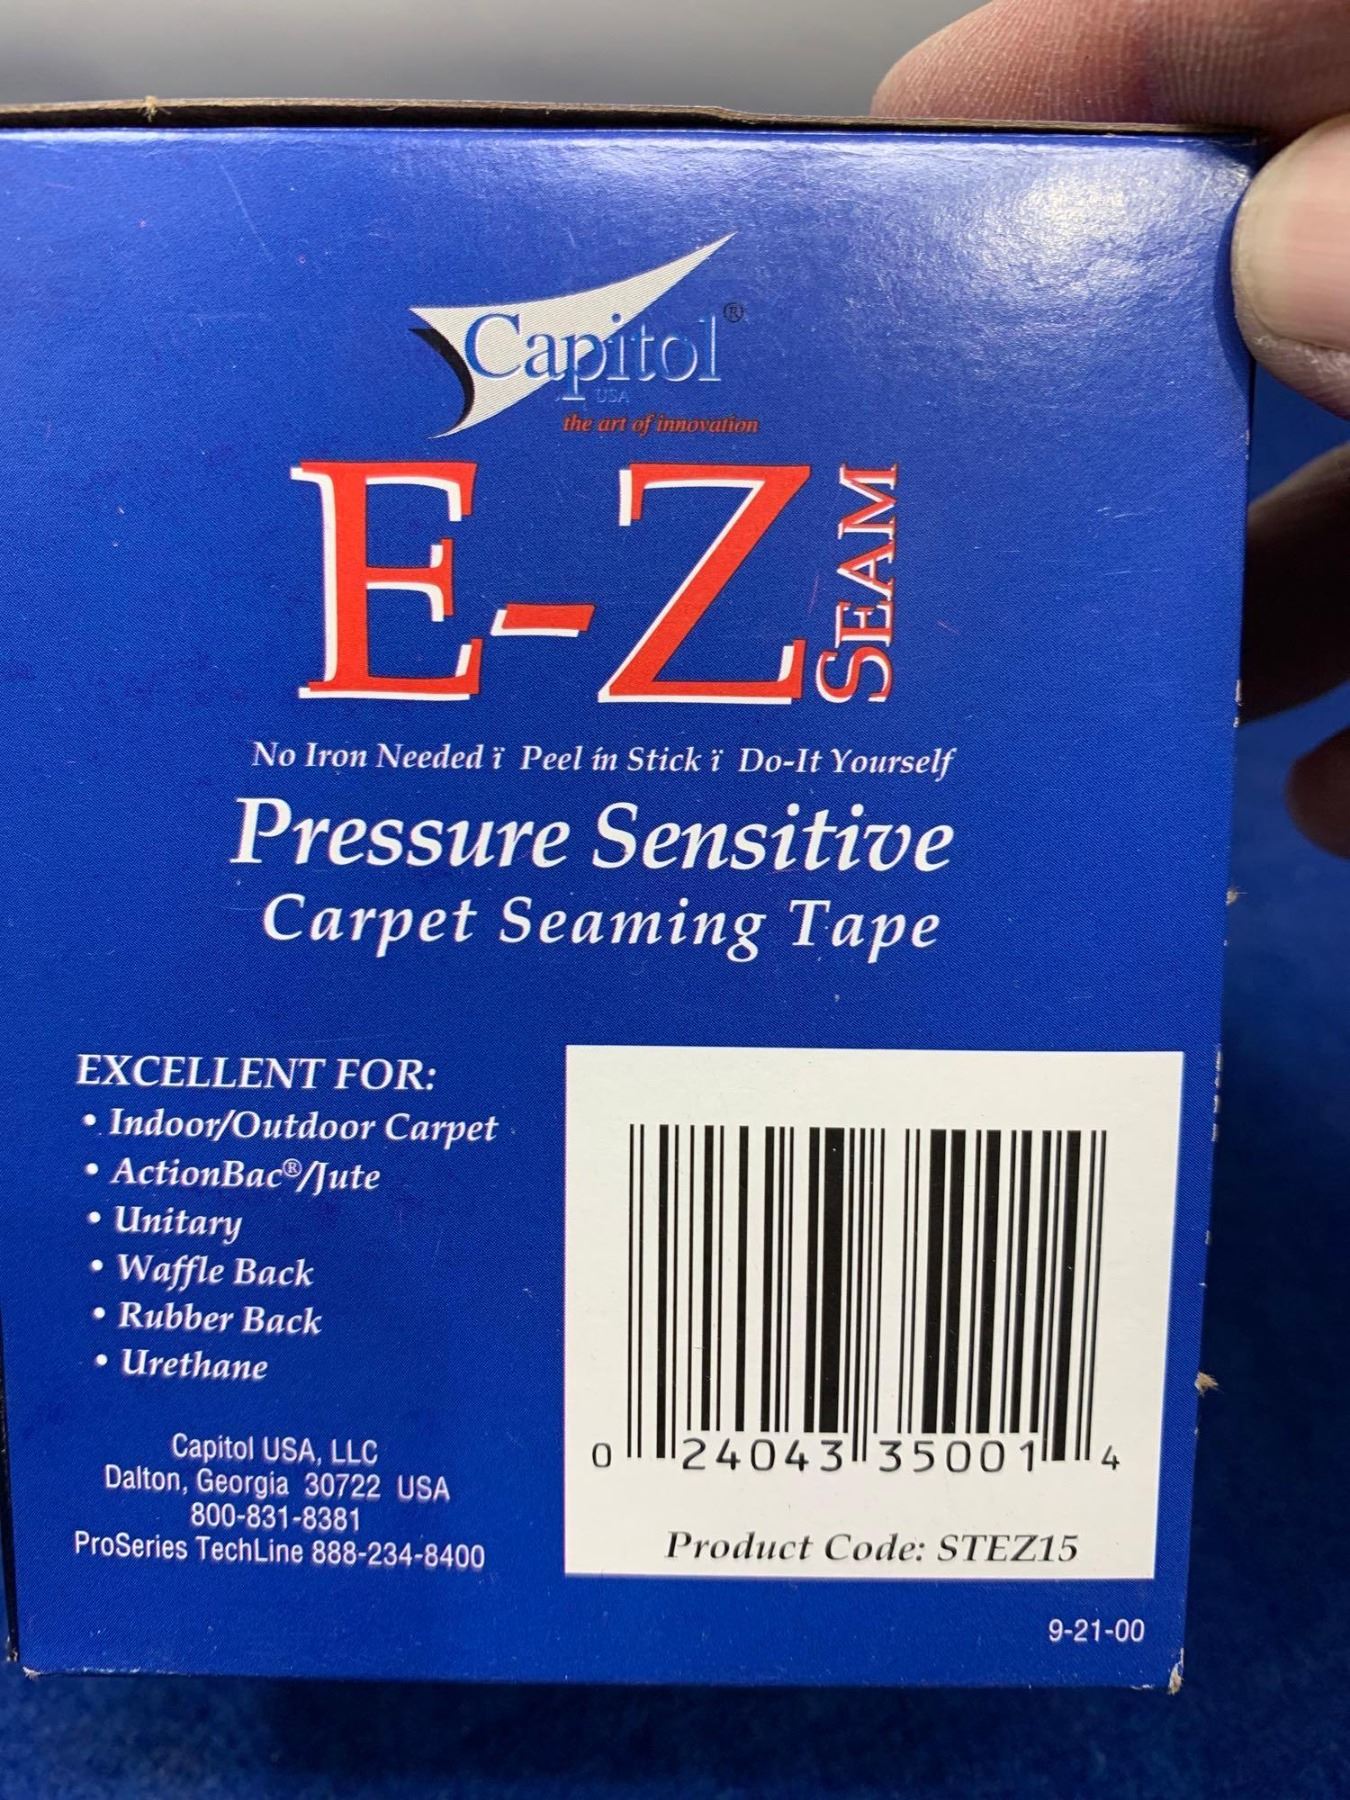 Capitol®
USA
the art of innovation
E-Z SEAM
No Iron Needed ï Peel ín Stick ï Do-It Yourself
Pressure Sensitive
Carpet Seaming Tape
EXCELLENT FOR:
• Indoor/Outdoor Carpet
• ActionBac®/Jute
• Unitary
• Waffle Back
• Rubber Back
• Urethane
Capitol USA, LLC
Dalton, Georgia 30722 USA
800-831-8381
ProSeries TechLine 888-234-8400
0 24043 35001 4
Product Code: STEZ15
9-21-00